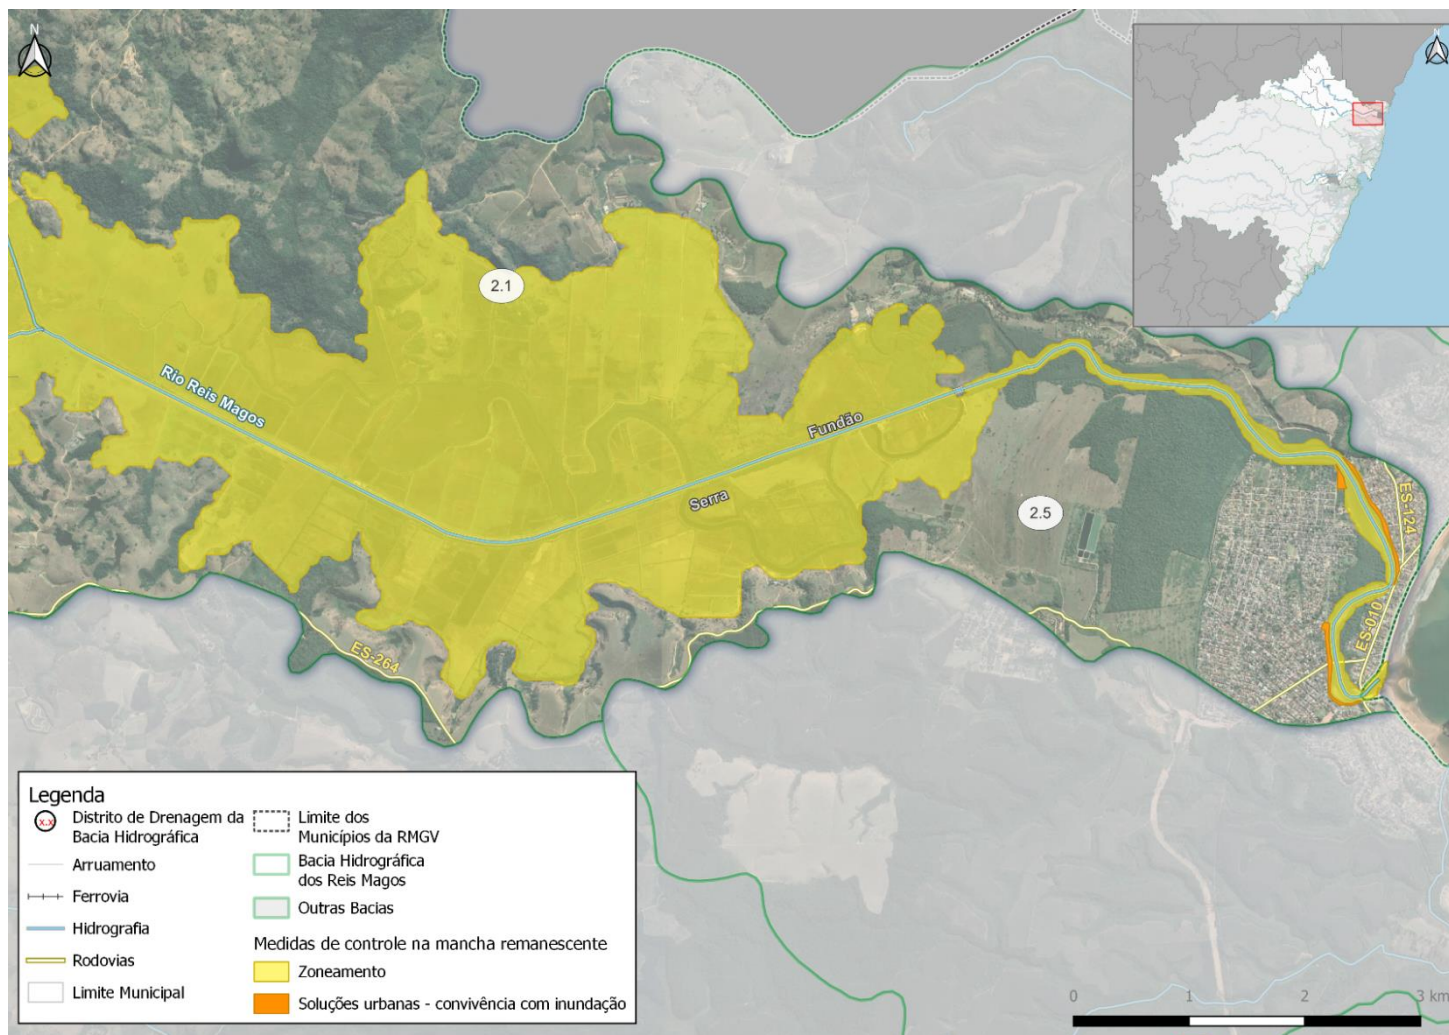 N
N
2.1
Rio Reis Magos
Fundão
Serra
2.5
ES-124
ES-010
ES-264
Legenda
x.x
Distrito de Drenagem da
Bacia Hidrográfica
Arruamento
Ferrovia
Hidrografia
Rodovias
Limite Municipal
Limite dos
Municípios da RMGV
Bacia Hidrográfica
dos Reis Magos
Outras Bacias
Medidas de controle na mancha remanescente
Zoneamento
Soluções urbanas - convivência com inundação
0 1 2 3 km